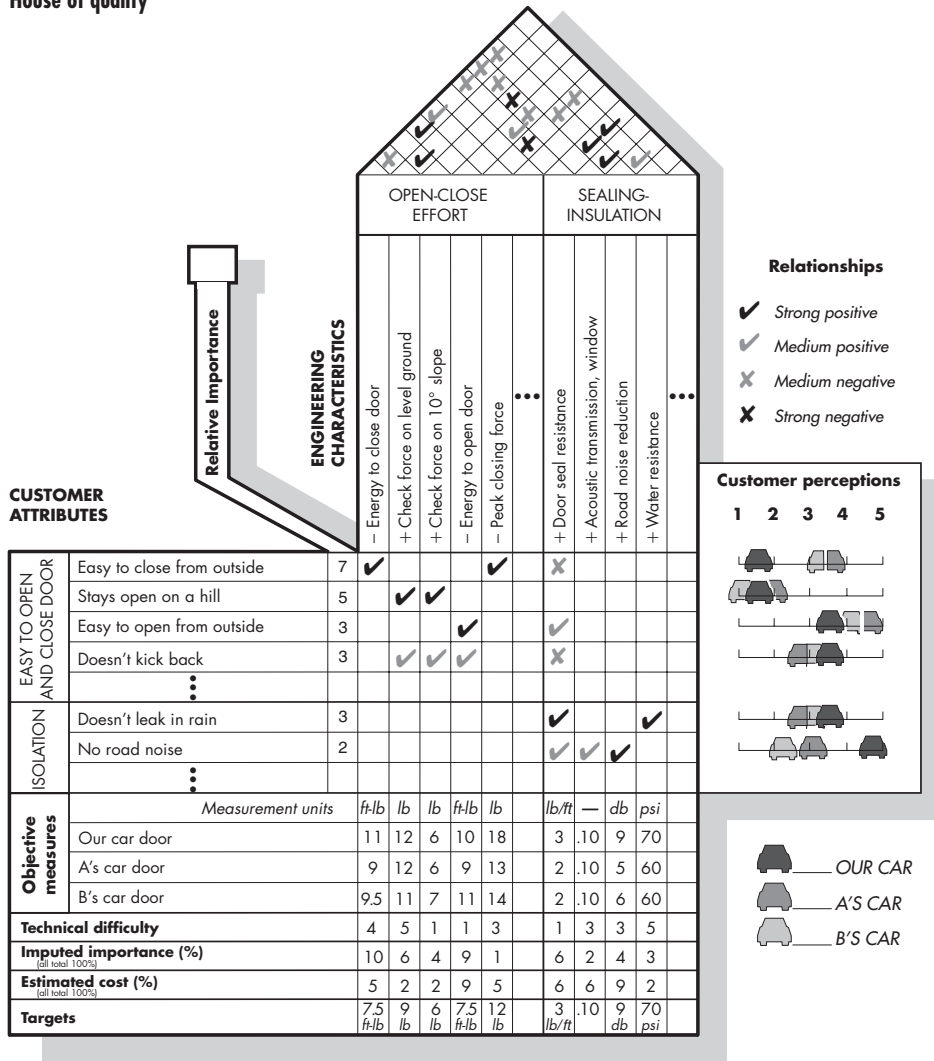 House of quality
OPEN-CLOSE
EFFORT
SEALING-
INSULATION
Relative Importance
ENGINEERING
CHARACTERISTICS
– Energy to close door
+ Check force on level ground
+ Check force on 10° slope
– Energy to open door
– Peak closing force
•••
+ Door seal resistance
+ Acoustic transmission, window
+ Road noise reduction
+ Water resistance
•••
Relationships
Strong positive
Medium positive
Medium negative
Strong negative
CUSTOMER
ATTRIBUTES
Customer perceptions
1 2 3 4 5
EASY TO OPEN
AND CLOSE DOOR
Easy to close from outside 7
Stays open on a hill 5
Easy to open from outside 3
Doesn't kick back 3
ISOLATION
Doesn't leak in rain 3
No road noise 2
Objective
measures
Measurement units ft-lb lb lb ft-lb lb lb/ft — db psi
Our car door 11 12 6 10 18 3 .10 9 70
A's car door 9 12 6 9 13 2 .10 5 60
B's car door 9.5 11 7 11 14 2 .10 6 60
Technical difficulty 4 5 1 1 3 1 3 3 5
Imputed importance (%) 10 6 4 9 1 6 2 4 3
(all total 100%)
Estimated cost (%) 5 2 2 9 5 6 6 9 2
(all total 100%)
Targets 7.5 9 6 7.5 12 3 .10 9 70
ft-lb lb lb ft-lb lb lb/ft db psi
OUR CAR
A'S CAR
B'S CAR